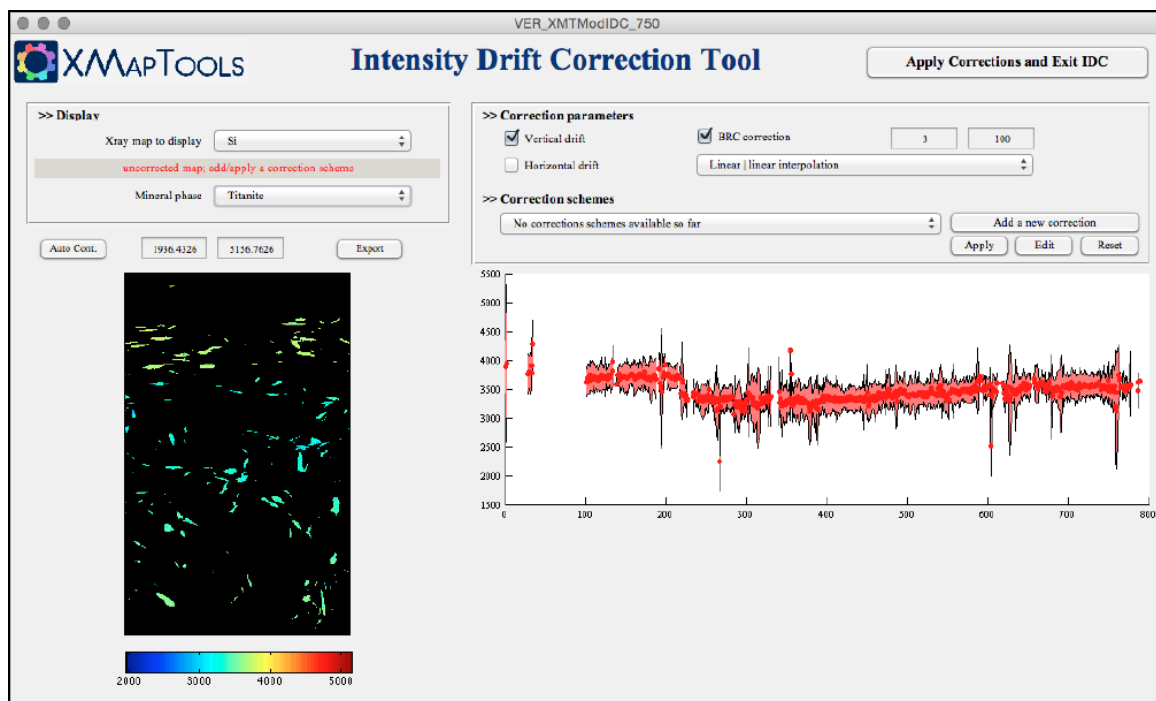 VER_XMTModIDC_750
XMAPTOOLS
Intensity Drift Correction Tool
Apply Corrections and Exit IDC
>> Display
Xray map to display
Si
uncorrected map; add/apply a correction scheme
Mineral phase
Titanite
Auto Cont.
1936.4326
5156.7626
Export
2000 3000 4000 5000
>> Correction parameters
Vertical drift
BRC correction
3
100
Horizontal drift
Linear | linear interpolation
>> Correction schemes
No corrections schemes available so far
Add a new correction
Apply
Edit
Reset
5500
5000
4500
4000
3500
3000
2500
2000
1500
0 100 200 300 400 500 600 700 800